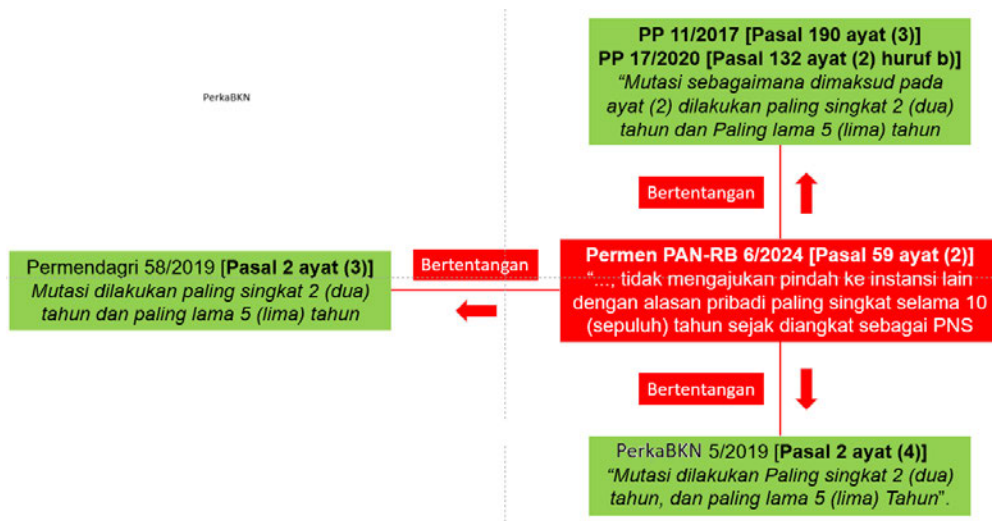 PP 11/2017 [Pasal 190 ayat (3)]
PP 17/2020 [Pasal 132 ayat (2) huruf b)]
“Mutasi sebagaimana dimaksud pada
ayat (2) dilakukan paling singkat 2 (dua)
tahun dan Paling lama 5 (lima) tahun
PerkaBKN
Bertentangan
Permendagri 58/2019 [Pasal 2 ayat (3)]
Mutasi dilakukan paling singkat 2 (dua)
tahun dan paling lama 5 (lima) tahun
Bertentangan
Permen PAN-RB 6/2024 [Pasal 59 ayat (2)]
“..., tidak mengajukan pindah ke instansi lain
dengan alasan pribadi paling singkat selama 10
(sepuluh) tahun sejak diangkat sebagai PNS
Bertentangan
PerkaBKN 5/2019 [Pasal 2 ayat (4)]
“Mutasi dilakukan Paling singkat 2 (dua)
tahun, dan paling lama 5 (lima) Tahun”.